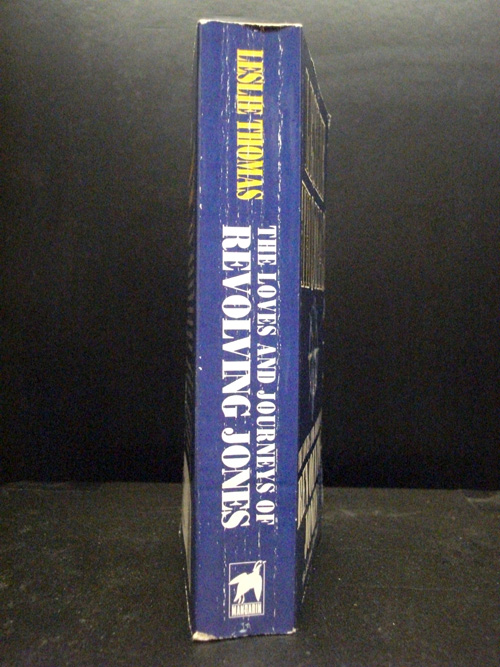 LESLIE THOMAS
THE LOVES AND JOURNEYS OF
REVOLVING JONES
MANDARIN